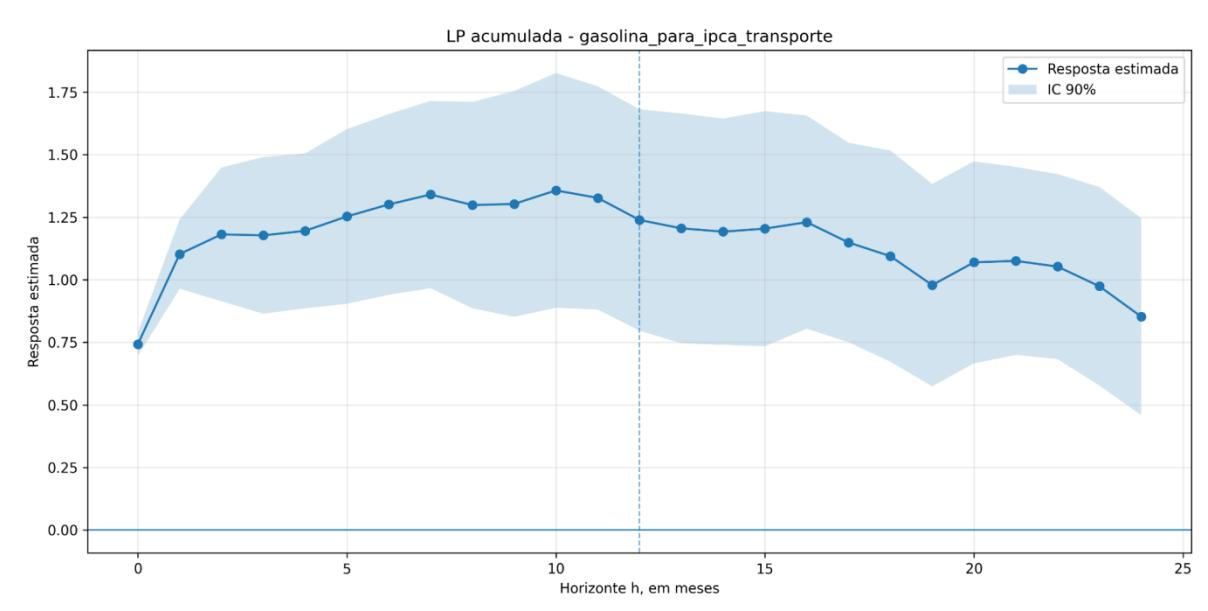 LP acumulada - gasolina_para_ipca_transporte
Resposta estimada
IC 90%
Resposta estimada
1.75
1.50
1.25
1.00
0.75
0.50
0.25
0.00
0 5 10 15 20 25
Horizonte h, em meses